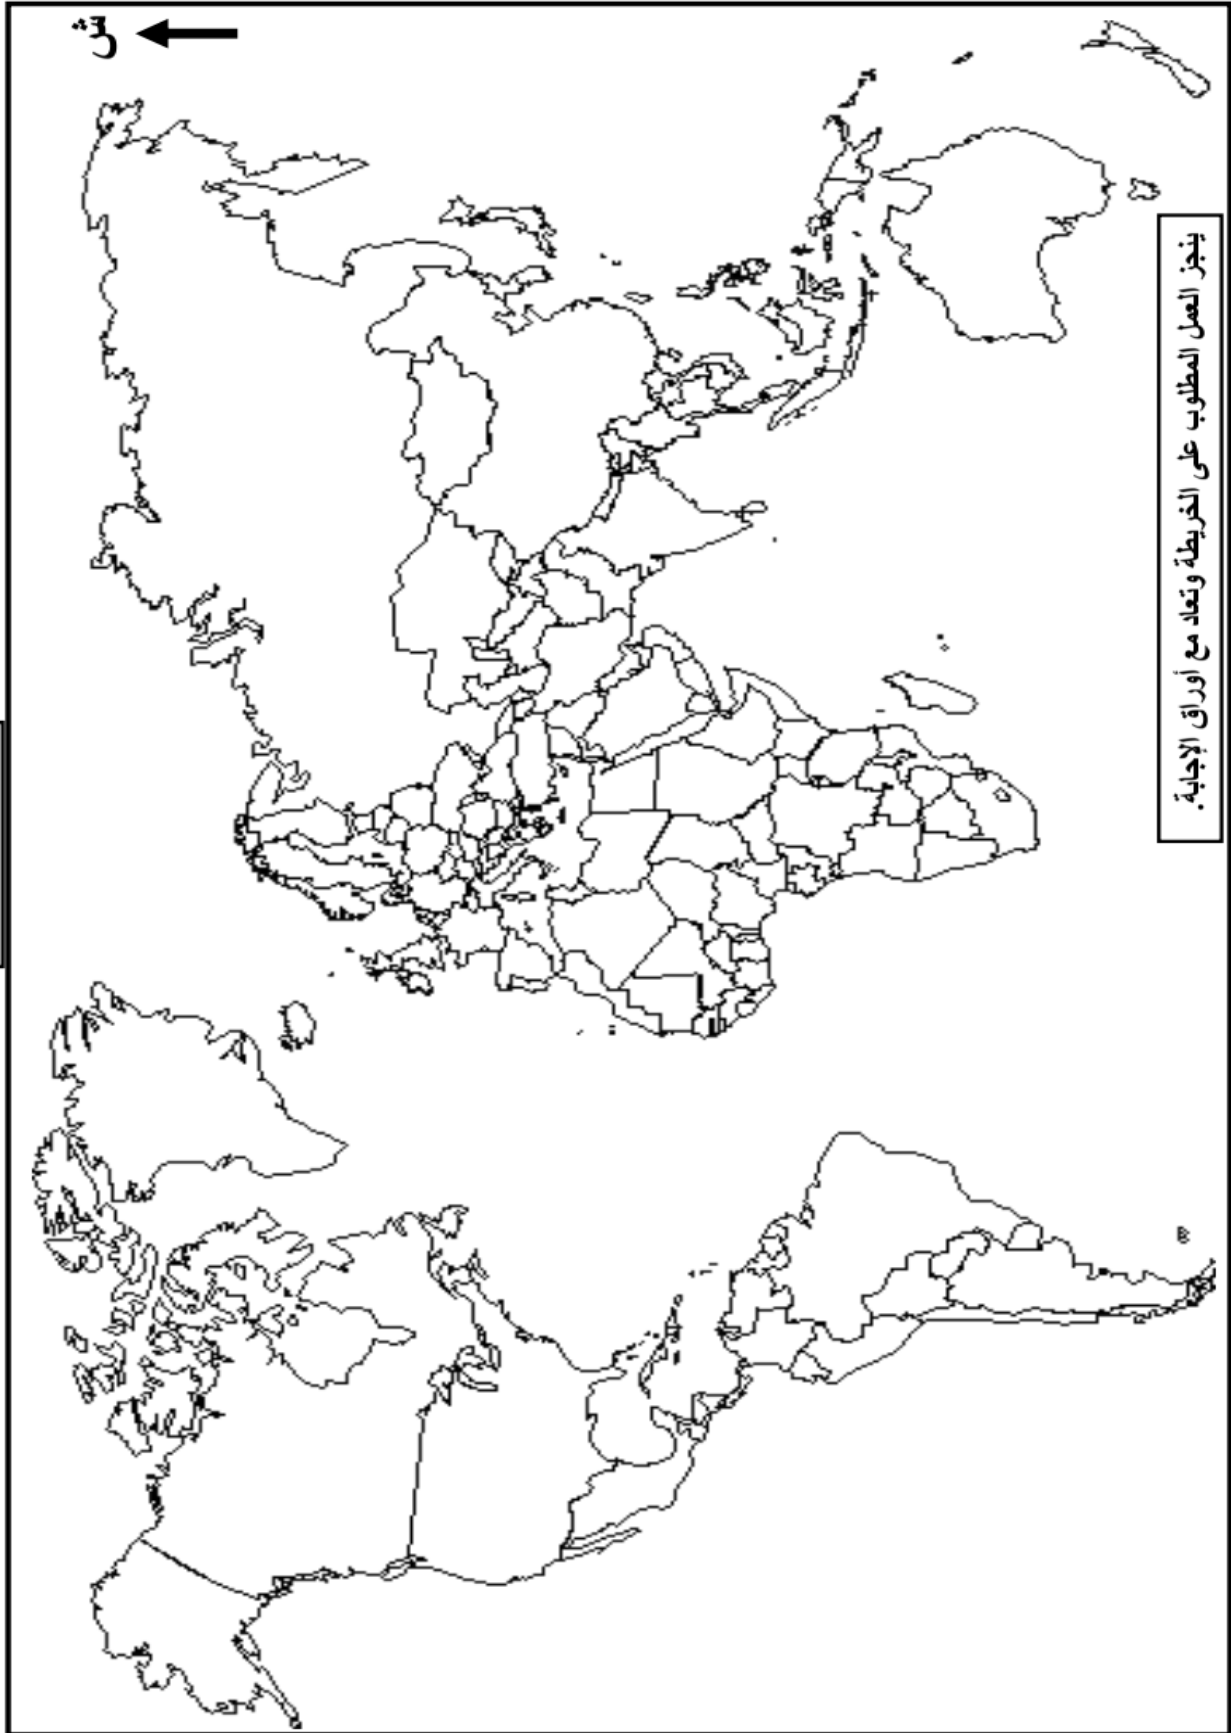 ش
ينجز العمل المطلوب على الخريطة وتعاد مع أوراق الإجابة.